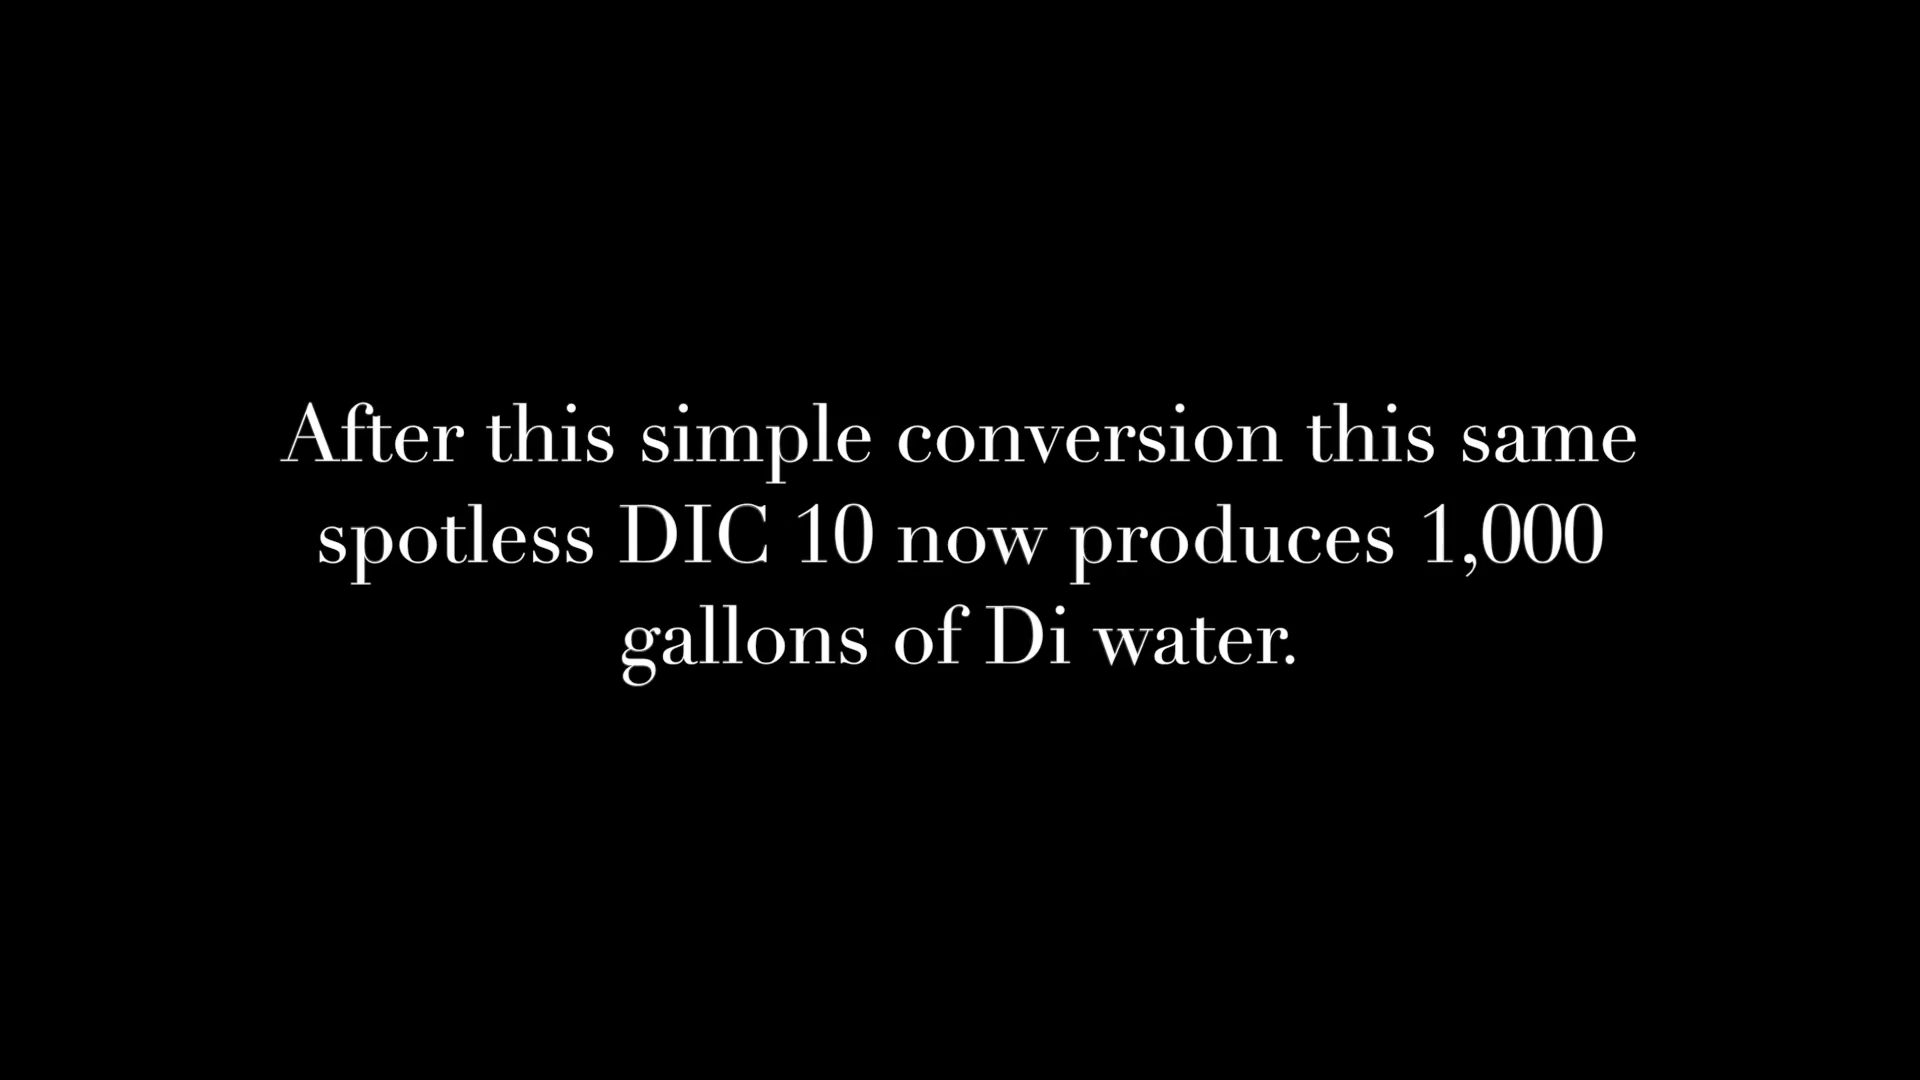 After this simple conversion this same
spotless DIC 10 now produces 1,000
gallons of Di water.